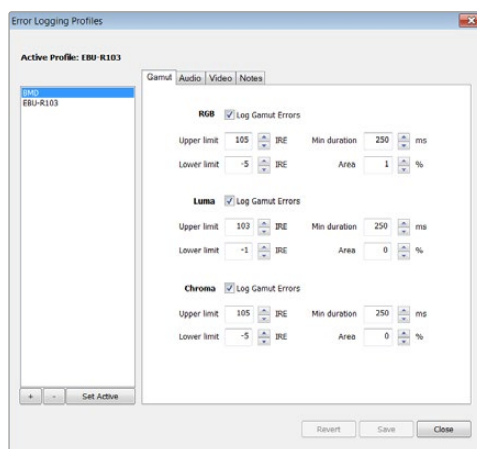 Error Logging Profiles
Active Profile: EBU-R103
BMD
EBU-R103
Gamut Audio Video Notes
RGB Log Gamut Errors
Upper limit 105 IRE Min duration 250 ms
Lower limit -5 IRE Area 1 %
Luma Log Gamut Errors
Upper limit 103 IRE Min duration 250 ms
Lower limit -1 IRE Area 0 %
Chroma Log Gamut Errors
Upper limit 105 IRE Min duration 250 ms
Lower limit -5 IRE Area 0 %
+ - Set Active
Revert Save Close